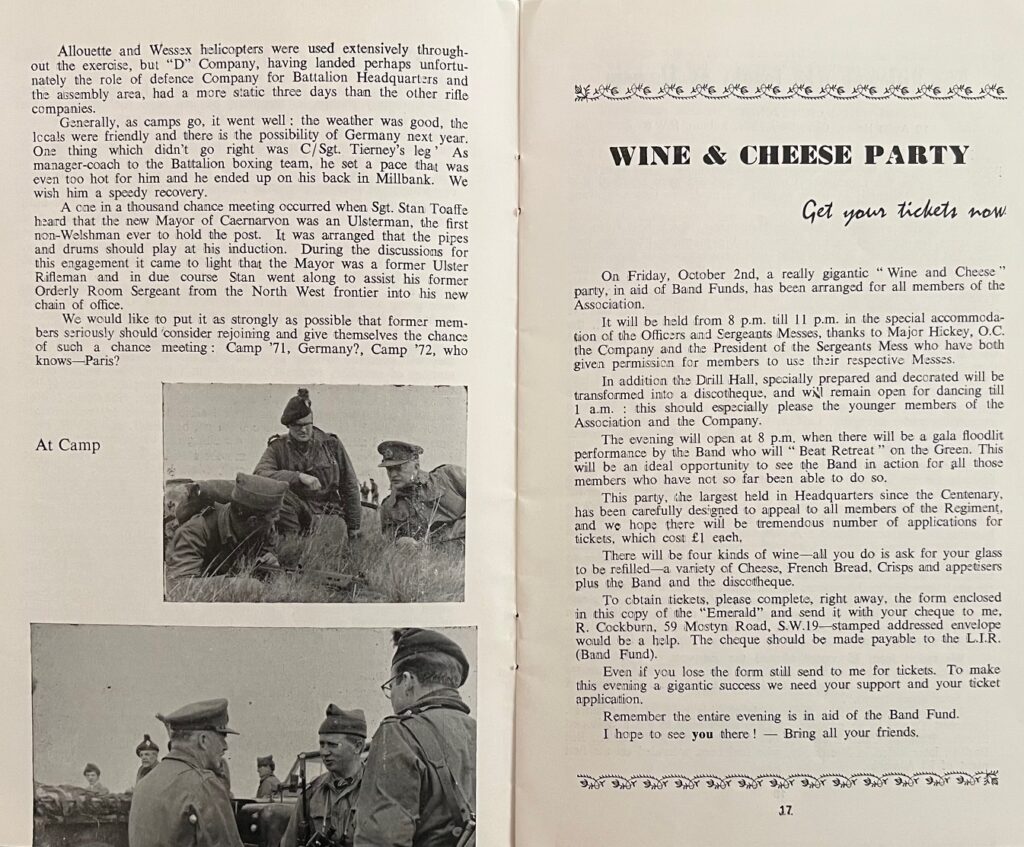 Allouette and Wessex helicopters were used extensively through-
out the exercise, but "D" Company, having landed perhaps unfortu-
nately the role of defence Company for Battalion Headquarters and
the assembly area, had a more static three days than the other rifle
companies.
Generally, as camps go, it went well: the weather was good, the
locals were friendly and there is the possibility of Germany next year.
One thing which didn't go right was C/Sgt. Tierney's leg' As
manager-coach to the Battalion boxing team, he set a pace that was
even too hot for him and he ended up on his back in Millbank. We
wish him a speedy recovery.
A one in a thousand chance meeting occurred when Sgt. Stan Toaffe
heard that the new Mayor of Caernarvon was an Ulsterman, the first
non-Welshman ever to hold the post. It was arranged that the pipes
and drums should play at his induction. During the discussions for
this engagement it came to light that the Mayor was a former Ulster
Rifleman and in due course Stan went along to assist his former
Orderly Room Sergeant from the North West frontier into his new
chain of office.
We would like to put it as strongly as possible that former mem-
bers seriously should consider rejoining and give themselves the chance
of such a chance meeting: Camp '71, Germany?, Camp '72, who
knows—Paris?
At Camp
WINE & CHEESE PARTY
Get your tickets now
On Friday, October 2nd, a really gigantic "Wine and Cheese"
party, in aid of Band Funds, has been arranged for all members of the
Association.
It will be held from 8 p.m. till 11 p.m. in the special accommoda-
tion of the Officers and Sergeants Messes, thanks to Major Hickey, O.C.
the Company and the President of the Sergeants Mess who have both
given permission for members to use their respective Messes.
In addition the Drill Hall, specially prepared and decorated will be
transformed into a discotheque, and will remain open for dancing till
1 a.m. : this should especially please the younger members of the
Association and the Company.
The evening will open at 8 p.m. when there will be a gala floodlit
performance by the Band who will "Beat Retreat" on the Green. This
will be an ideal opportunity to see the Band in action for all those
members who have not so far been able to do so.
This party, the largest held in Headquarters since the Centenary,
has been carefully designed to appeal to all members of the Regiment,
and we hope there will be tremendous number of applications for
tickets, which cost £1 each.
There will be four kinds of wine—all you do is ask for your glass
to be refilled—a variety of Cheese, French Bread, Crisps and appetisers
plus the Band and the discotheque.
To obtain tickets, please complete, right away, the form enclosed
in this copy of the "Emerald" and send it with your cheque to me,
R. Cockburn, 59 Mostyn Road, S.W.19—stamped addressed envelope
would be a help. The cheque should be made payable to the L.I.R.
(Band Fund).
Even if you lose the form still send to me for tickets. To make
this evening a gigantic success we need your support and your ticket
application.
Remember the entire evening is in aid of the Band Fund.
I hope to see you there! — Bring all your friends.
17.